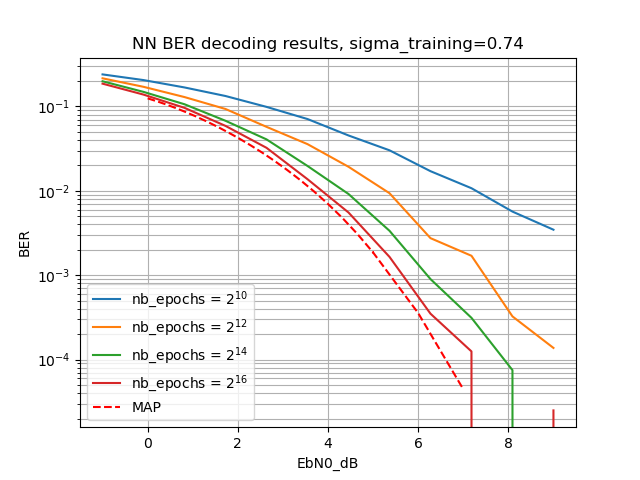 NN BER decoding results, sigma_training=0.74
BER
10⁻¹
10⁻²
10⁻³
10⁻⁴
nb_epochs = 2¹⁰
nb_epochs = 2¹²
nb_epochs = 2¹⁴
nb_epochs = 2¹⁶
MAP
0 2 4 6 8
EbN0_dB